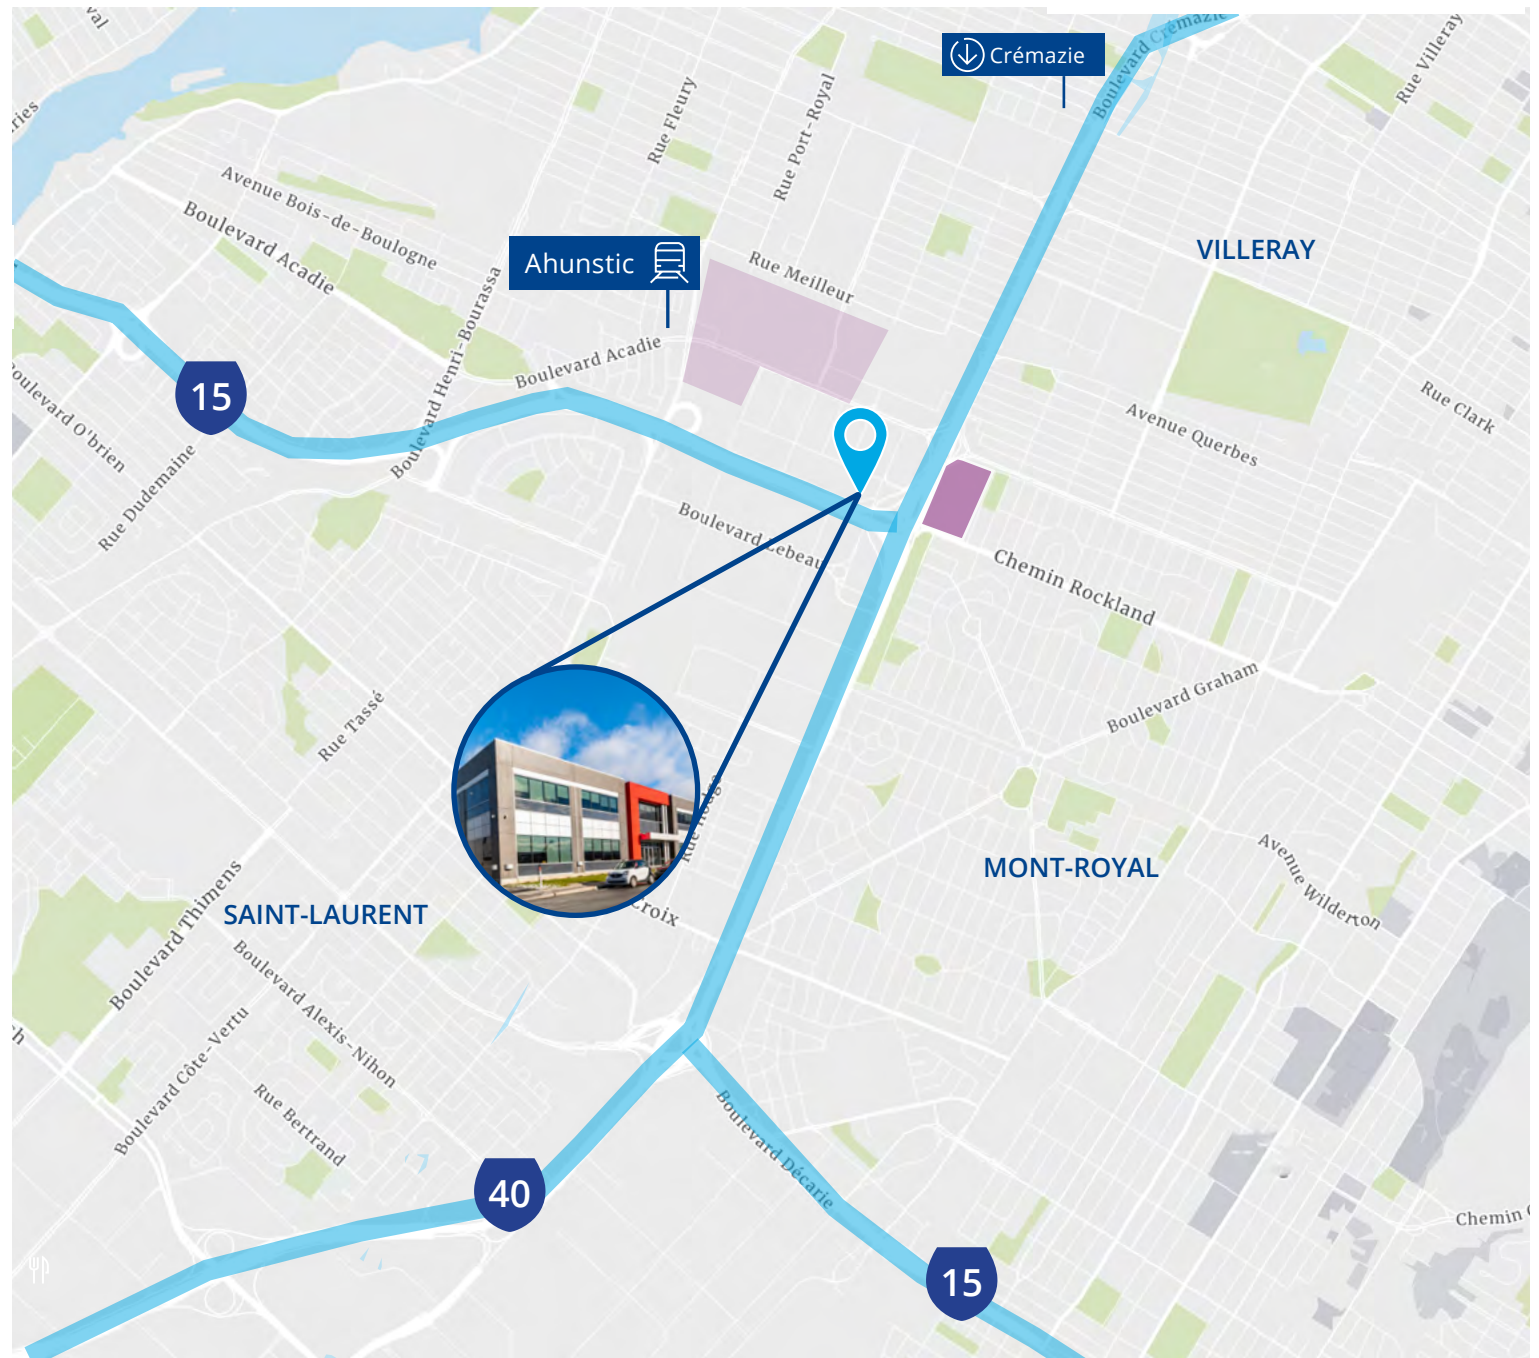 Crémazie
Boulevard Crémazie
Rue Villeray
Rue Fleury
Rue Port-Royal
Avenue Bois-de-Boulogne
Boulevard Acadie
Ahunstic
Rue Meilleur
VILLERAY
Boulevard Henri-Bourassa
Boulevard Acadie
15
Boulevard O'brien
Rue Dudemaine
Rue Clark
Avenue Querbes
Boulevard Lebeau
Chemin Rockland
Boulevard Graham
Rue Tassé
Rue Hodge
MONT-ROYAL
Avenue Wilderton
Croix
SAINT-LAURENT
Boulevard Thimens
Boulevard Alexis-Nihon
Boulevard Côte-Vertu
Rue Bertrand
Boulevard Décarie
40
Chemin
15